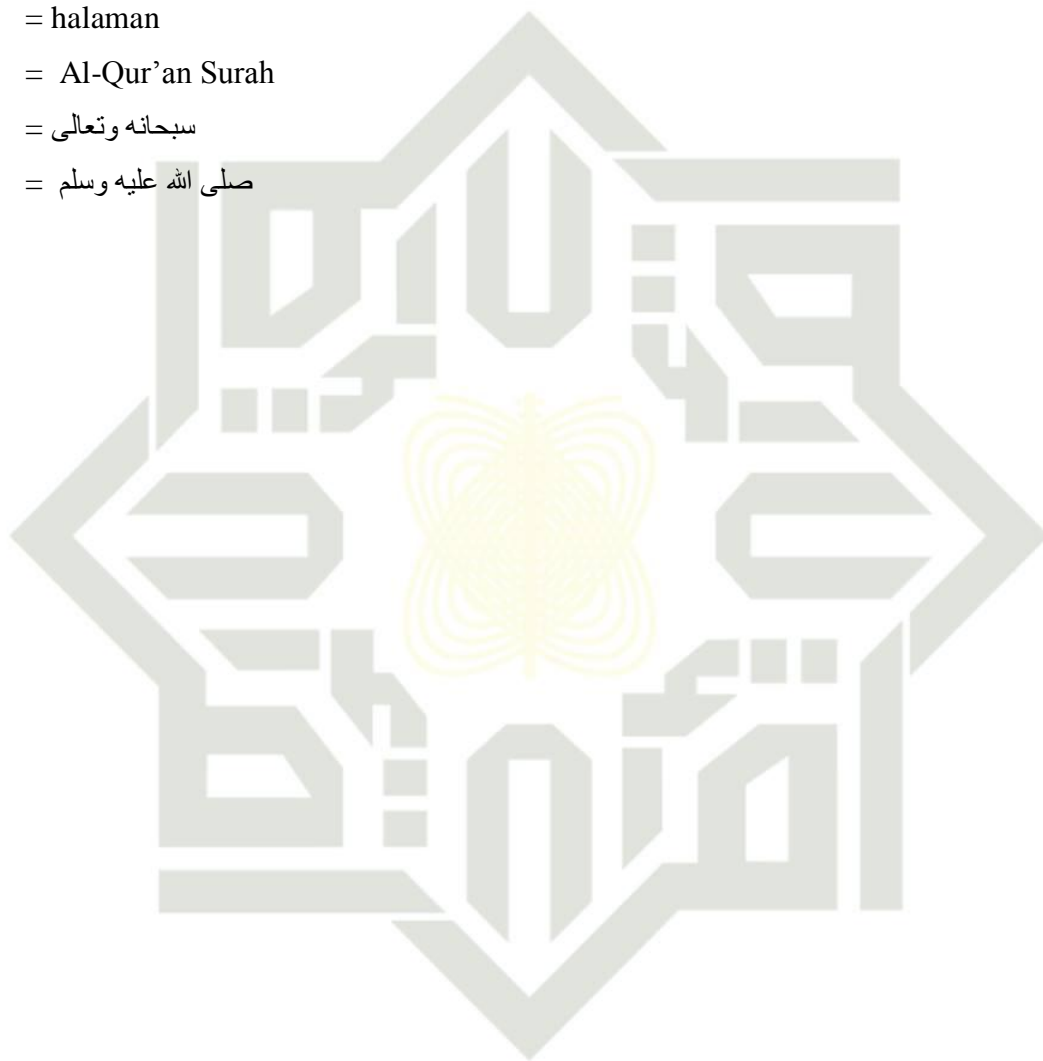 = halaman
= Al-Qur’an Surah
= سبحانه وتعالى
= صلى الله عليه وسلم